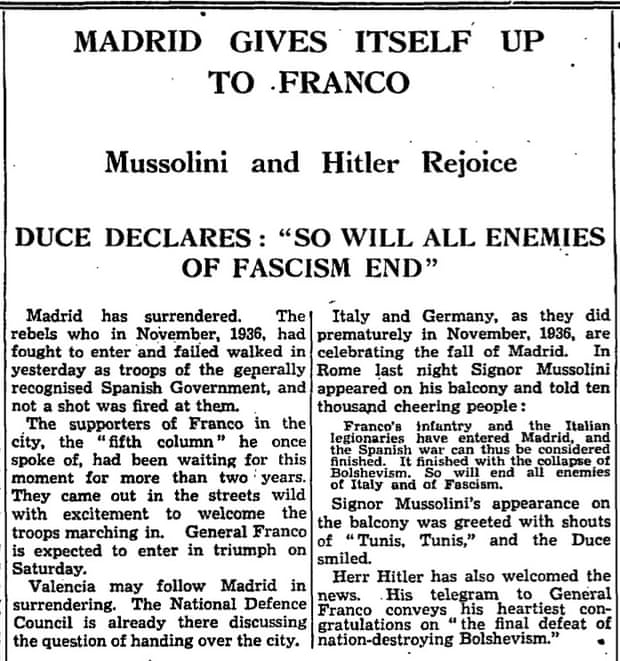 MADRID GIVES ITSELF UP
TO FRANCO
Mussolini and Hitler Rejoice
DUCE DECLARES: "SO WILL ALL ENEMIES
OF FASCISM END"
Madrid has surrendered. The
rebels who in November, 1936, had
fought to enter and failed walked in
yesterday as troops of the generally
recognised Spanish Government, and
not a shot was fired at them.
The supporters of Franco in the
city, the "fifth column" he once
spoke of, had been waiting for this
moment for more than two years.
They came out in the streets wild
with excitement to welcome the
troops marching in. General Franco
is expected to enter in triumph on
Saturday.
Valencia may follow Madrid in
surrendering. The National Defence
Council is already there discussing
the question of handing over the city.
Italy and Germany, as they did
prematurely in November, 1936, are
celebrating the fall of Madrid. In
Rome last night Signor Mussolini
appeared on his balcony and told ten
thousand cheering people:
Franco's infantry and the Italian
legionaries have entered Madrid, and
the Spanish war can thus be considered
finished. It finished with the collapse of
Bolshevism. So will end all enemies
of Italy and of Fascism.
Signor Mussolini's appearance on
the balcony was greeted with shouts
of "Tunis, Tunis," and the Duce
smiled.
Herr Hitler has also welcomed the
news. His telegram to General
Franco conveys his heartiest con-
gratulations on "the final defeat of
nation-destroying Bolshevism."